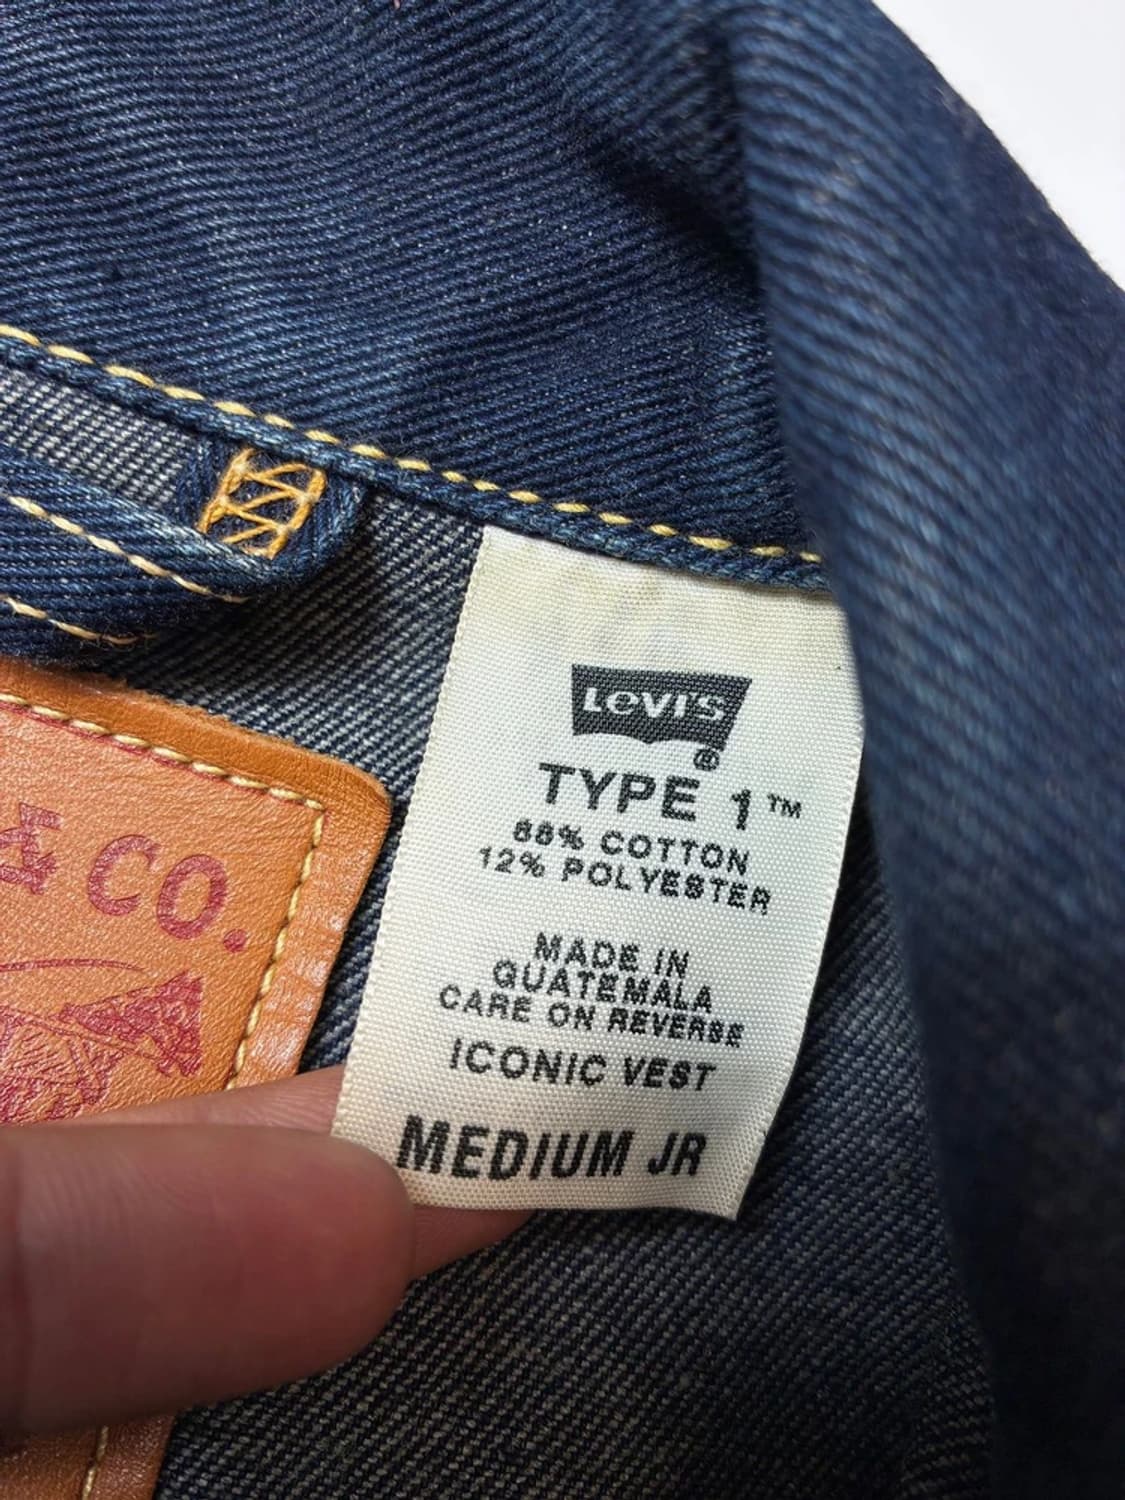 & CO.
LEVI'S
®
TYPE 1™
88% COTTON
12% POLYESTER
MADE IN
GUATEMALA
CARE ON REVERSE
ICONIC VEST
MEDIUM JR